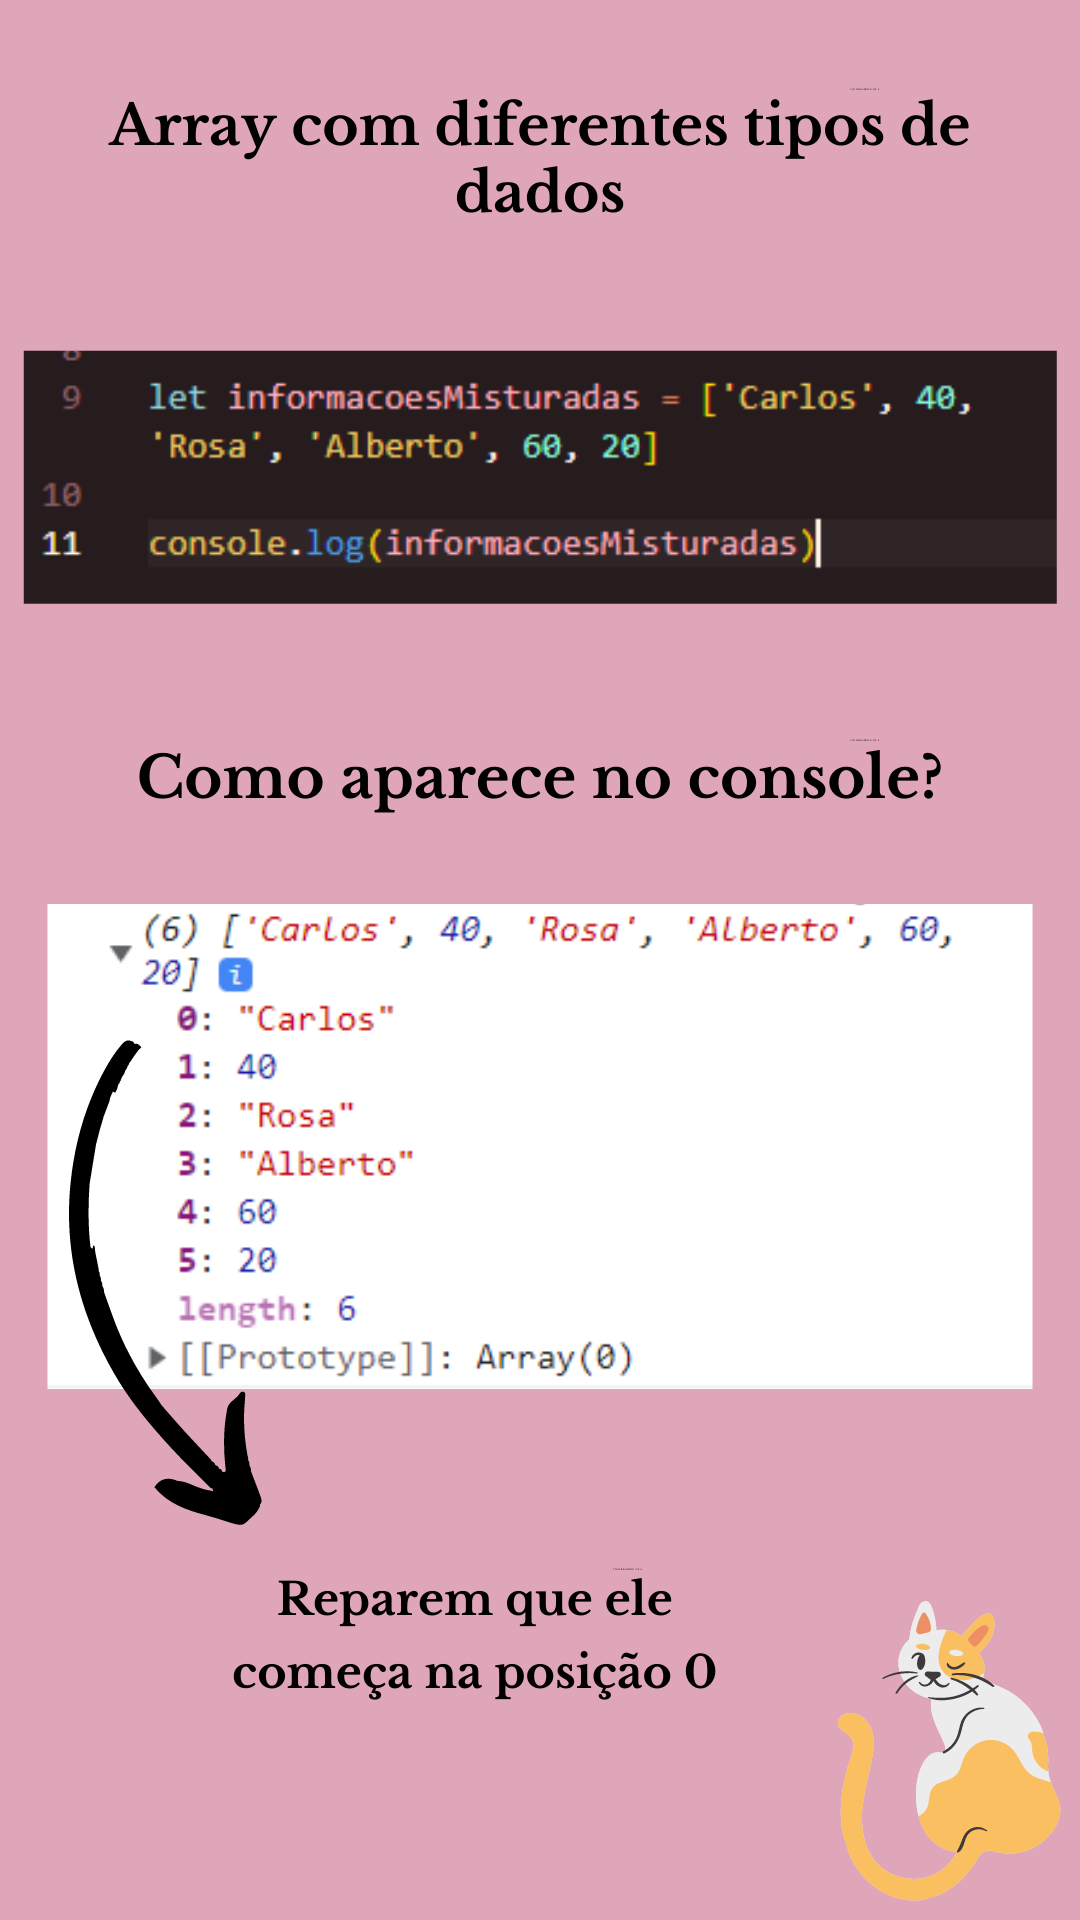 Array com diferentes tipos de
dados
8
9 let informacoesMisturadas = ['Carlos', 40,
'Rosa', 'Alberto', 60, 20]
10
11 console.log(informacoesMisturadas)
Como aparece no console?
(6) ['Carlos', 40, 'Rosa', 'Alberto', 60,
20] i
0: "Carlos"
1: 40
2: "Rosa"
3: "Alberto"
4: 60
5: 20
length: 6
[[Prototype]]: Array(0)
Reparem que ele
começa na posição 0